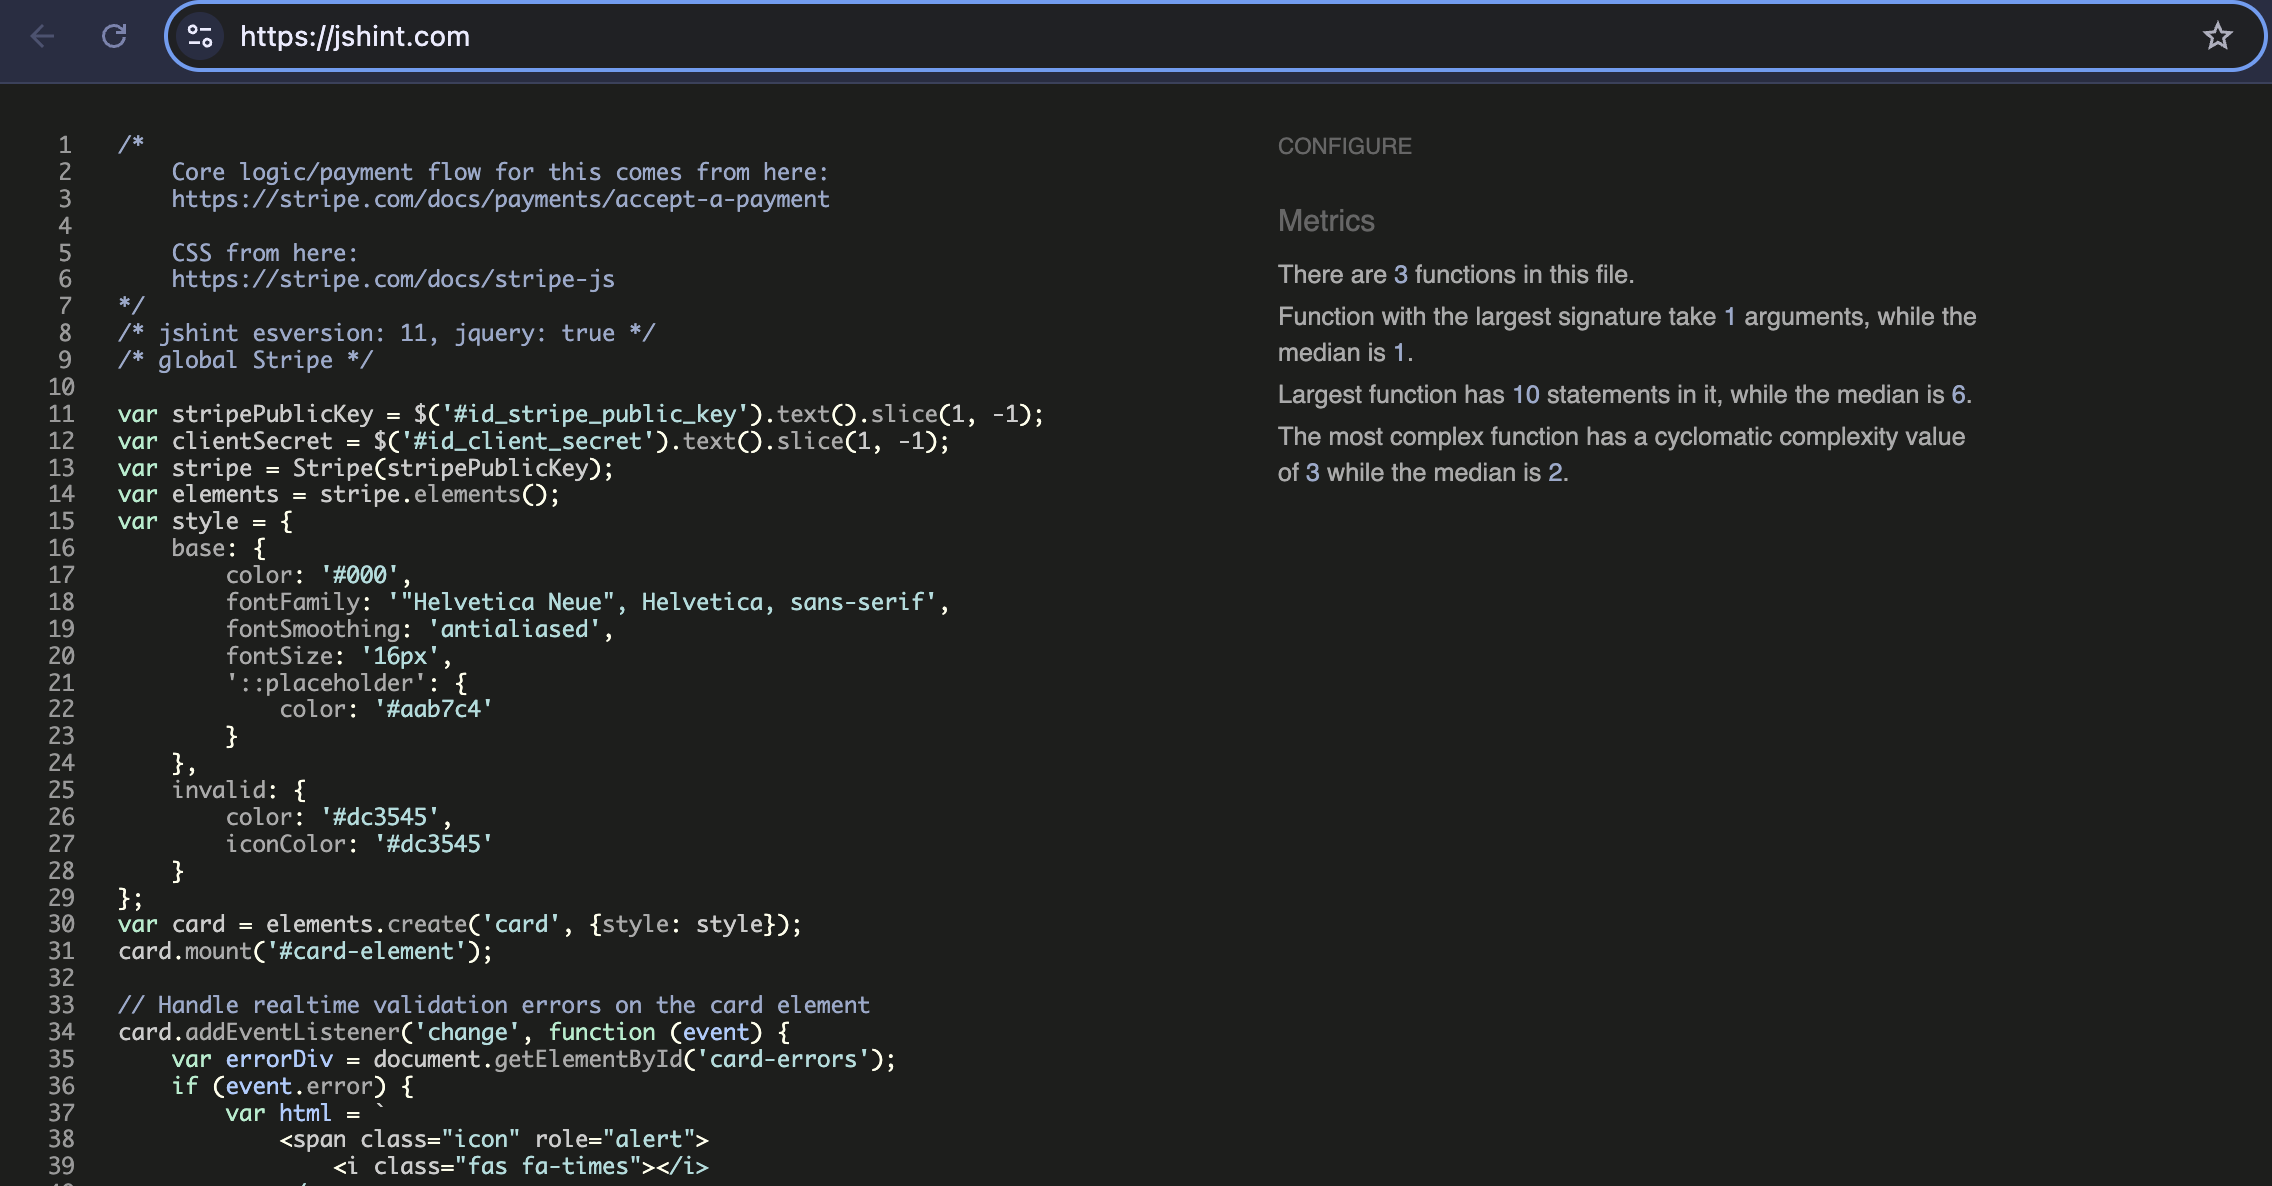 https://jshint.com
1 /*
2     Core logic/payment flow for this comes from here:
3     https://stripe.com/docs/payments/accept-a-payment
4
5     CSS from here:
6     https://stripe.com/docs/stripe-js
7 */
8 /* jshint esversion: 11, jquery: true */
9 /* global Stripe */
10
11 var stripePublicKey = $('#id_stripe_public_key').text().slice(1, -1);
12 var clientSecret = $('#id_client_secret').text().slice(1, -1);
13 var stripe = Stripe(stripePublicKey);
14 var elements = stripe.elements();
15 var style = {
16     base: {
17         color: '#000',
18         fontFamily: '"Helvetica Neue", Helvetica, sans-serif',
19         fontSmoothing: 'antialiased',
20         fontSize: '16px',
21         '::placeholder': {
22             color: '#aab7c4'
23         }
24     },
25     invalid: {
26         color: '#dc3545',
27         iconColor: '#dc3545'
28     }
29 };
30 var card = elements.create('card', {style: style});
31 card.mount('#card-element');
32
33 // Handle realtime validation errors on the card element
34 card.addEventListener('change', function (event) {
35     var errorDiv = document.getElementById('card-errors');
36     if (event.error) {
37         var html = `
38             <span class="icon" role="alert">
39                 <i class="fas fa-times"></i>
CONFIGURE
Metrics
There are 3 functions in this file.
Function with the largest signature take 1 arguments, while the
median is 1.
Largest function has 10 statements in it, while the median is 6.
The most complex function has a cyclomatic complexity value
of 3 while the median is 2.